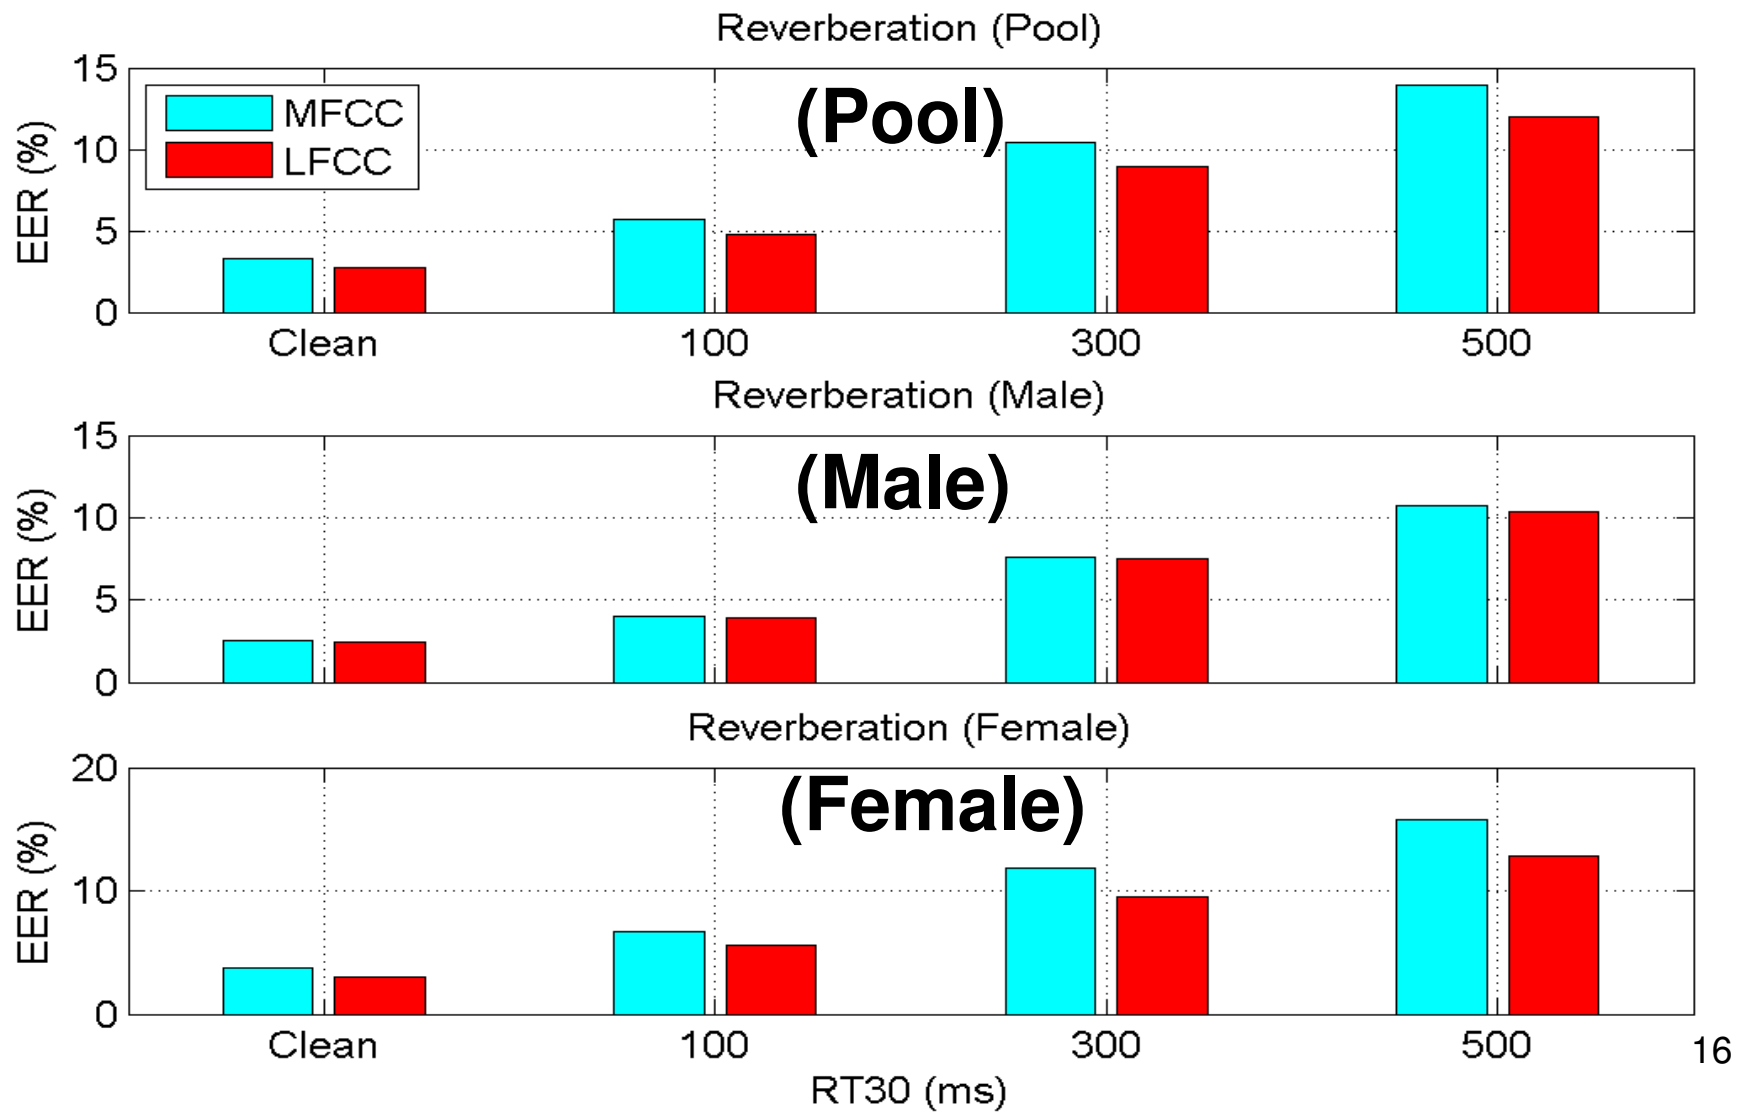 Reverberation (Pool)
15
10
5
0
EER (%)
MFCC
LFCC
(Pool)
Clean 100 300 500
Reverberation (Male)
15
10
5
0
EER (%)
(Male)
Reverberation (Female)
20
10
0
EER (%)
(Female)
Clean 100 300 500
RT30 (ms)
16